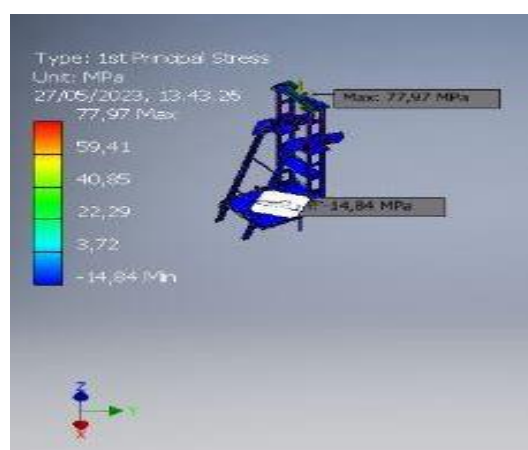 Type: 1st Principal Stress
Unit: MPa
27/05/2023, 13.43.26
77,97 Max
Max: 77,97 MPa
59,41
40,85
22,29
-14,84 MPa
3,72
-14,84 Min
Z
Y
X